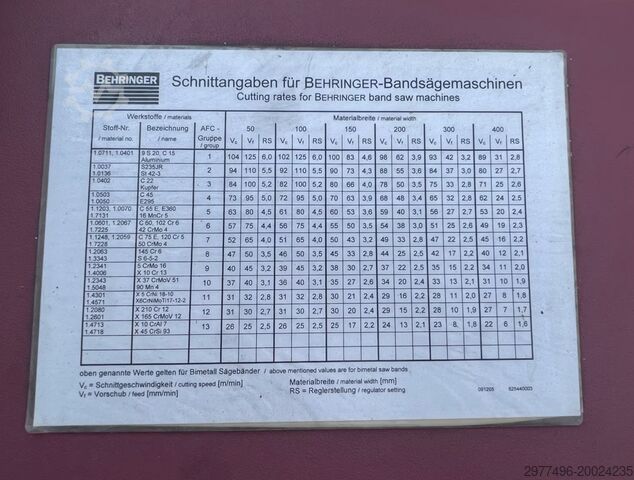 BEHRINGER
Schnittangaben für BEHRINGER-Bandsägemaschinen
Cutting rates for BEHRINGER band saw machines
Werkstoffe / materials Materialbreite / material width
Stoff-Nr. / material no. Bezeichnung / name AFC - Gruppe / group 50 100 150 200 300 400
Vc Vf RS Vc Vf RS Vc Vf RS Vc Vf RS Vc Vf RS Vc Vf RS
1.0711, 1.0401 9 S 20, C 15 Aluminium 1 104 125 6,0 102 125 6,0 100 83 4,6 98 62 3,9 93 42 3,2 89 31 2,8
1.0037 1.0136 S235JR St 42-3 2 94 110 5,5 92 110 5,5 90 73 4,3 88 55 3,6 84 37 3,0 80 27 2,7
1.0402 C 22 Kupfer 3 84 100 5,2 82 100 5,2 80 66 4,0 78 50 3,5 75 33 2,8 71 25 2,6
1.0503 1.0050 C 45 E295 4 73 95 5,0 72 95 5,0 70 63 3,9 68 47 3,4 65 31 2,8 62 23 2,5
1.1203, 1.0070 1.7131 C 55 E, E360 16 MnCr 5 5 63 80 4,5 62 80 4,5 60 53 3,6 59 40 3,1 56 27 2,6 53 20 2,4
1.0601, 1.2067 1.7225 C 60, 102 Cr 6 42 CrMo 4 6 57 75 4,4 56 75 4,4 55 50 3,5 54 38 3,0 51 25 2,6 49 19 2,3
1.1248, 1.2059 1.7228 C 75 E, 120 Cr 5 50 CrMo 4 7 52 65 4,0 51 65 4,0 50 43 3,3 49 33 2,8 47 22 2,5 45 16 2,2
1.2063 1.3343 145 Cr 6 S 6-5-2 8 47 50 3,5 46 50 3,5 45 33 2,9 44 25 2,6 42 17 2,3 40 12 2,1
1.2341 1.4006 5 CrMo 16 X 10 Cr 13 9 40 45 3,2 40 45 3,2 39 30 2,7 37 22 2,5 35 15 2,2 34 11 2,0
1.2343 1.5048 X 37 CrMoV 51 90 Mn 4 10 37 40 3,1 36 40 3,1 35 27 2,6 34 20 2,4 33 13 2,1 31 10 1,9
1.4301 1.4571 X 5 CrNi 18-10 X6CrNiMoTi17-12-2 11 31 32 2,8 31 32 2,8 30 21 2,4 29 16 2,2 28 11 2,0 27 8 1,8
1.2080 1.2601 X 210 Cr 12 X 165 CrMoV 12 12 31 30 2,7 31 30 2,7 30 20 2,4 29 15 2,2 28 10 1,9 27 7 1,7
1.4713 1.4718 X 10 CrAl 7 X 45 CrSi 93 13 26 25 2,5 26 25 2,5 25 17 2,2 24 13 2,1 23 8 1,8 22 6 1,6
oben genannte Werte gelten für Bimetall Sägebänder / above mentioned values are for bimetal saw bands
Vc = Schnittgeschwindigkeit / cutting speed [m/min] Materialbreite / material width [mm]
Vf = Vorschub / feed [mm/min] RS = Reglerstellung / regulator setting 091205 625440003
2977496-20024235